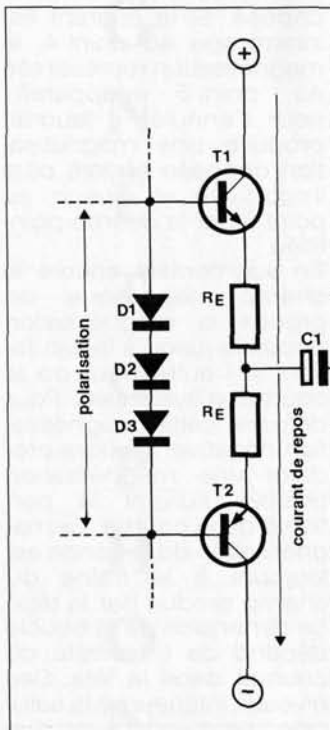 +
T1
polarisation
D1
RE
C1
D2
D3
RE
courant de repos
T2
−